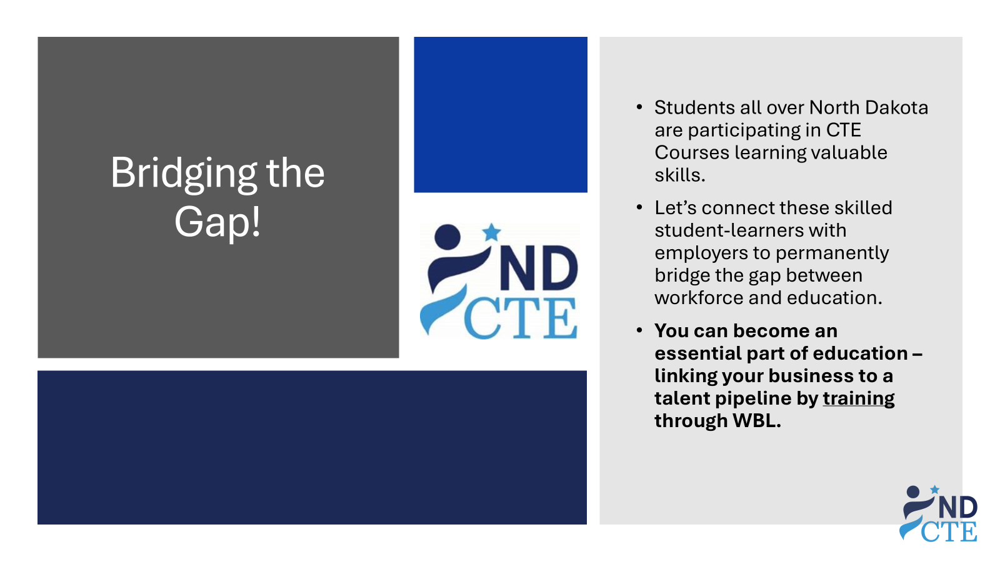 Bridging the
Gap!
ND
CTE
• Students all over North Dakota
are participating in CTE
Courses learning valuable
skills.
• Let’s connect these skilled
student-learners with
employers to permanently
bridge the gap between
workforce and education.
• You can become an
essential part of education –
linking your business to a
talent pipeline by training
through WBL.
ND
CTE